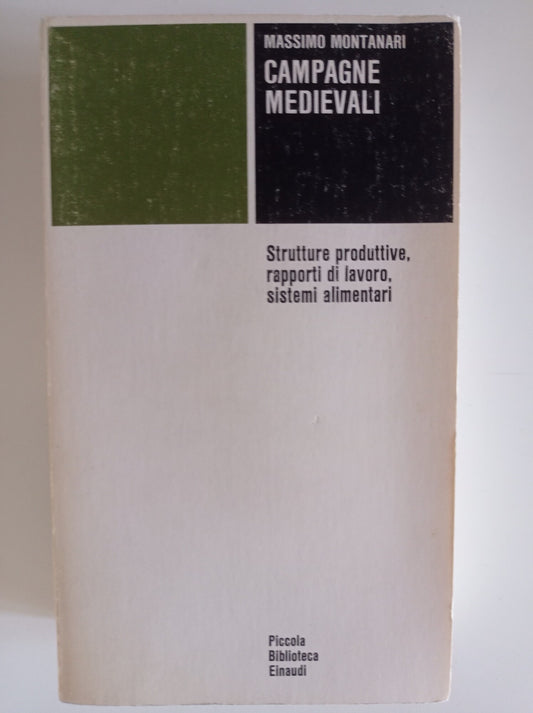 MASSIMO MONTANARI
CAMPAGNE
MEDIEVALI
Strutture produttive,
rapporti di lavoro,
sistemi alimentari
Piccola
Biblioteca
Einaudi